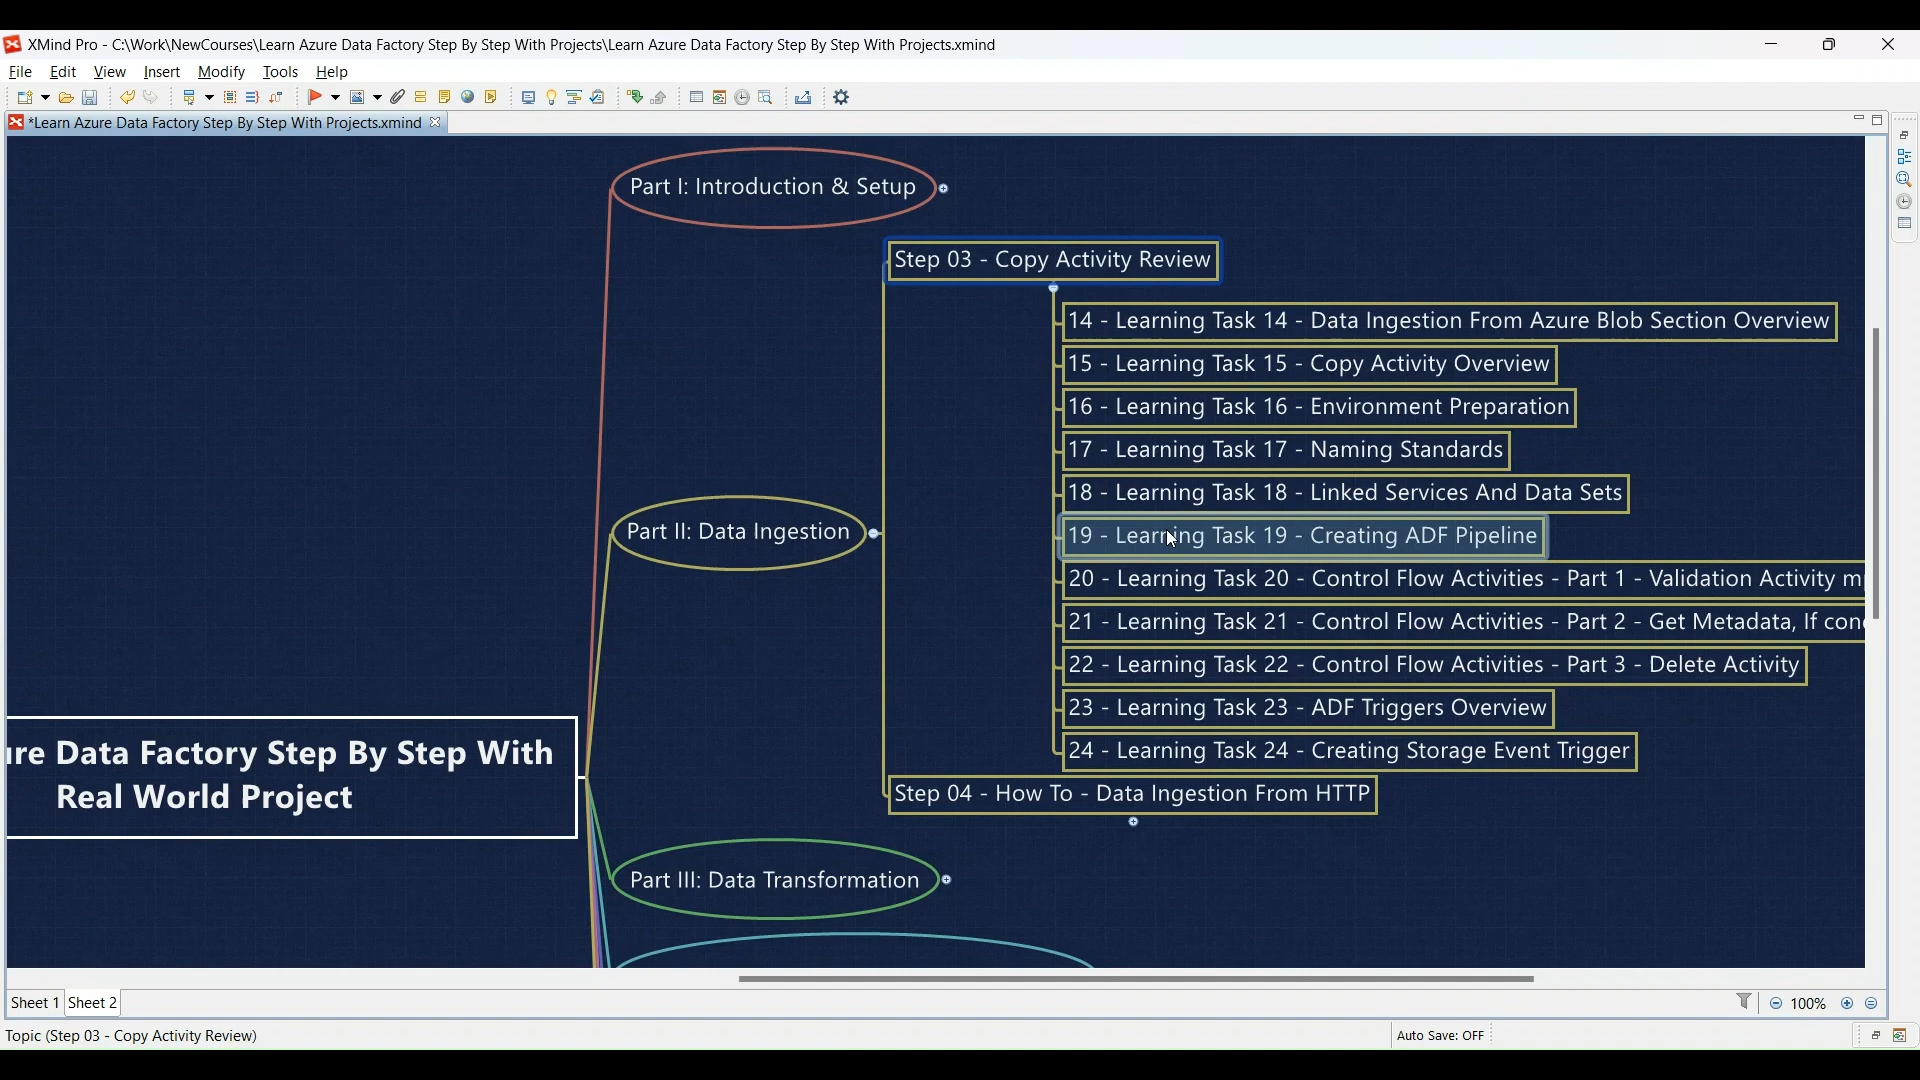 XMind Pro - C:\Work\NewCourses\Learn Azure Data Factory Step By Step With Projects\Learn Azure Data Factory Step By Step With Projects.xmind
File Edit View Insert Modify Tools Help
*Learn Azure Data Factory Step By Step With Projects.xmind
Part I: Introduction & Setup
Step 03 - Copy Activity Review
14 - Learning Task 14 - Data Ingestion From Azure Blob Section Overview
15 - Learning Task 15 - Copy Activity Overview
16 - Learning Task 16 - Environment Preparation
17 - Learning Task 17 - Naming Standards
18 - Learning Task 18 - Linked Services And Data Sets
Part II: Data Ingestion
19 - Learning Task 19 - Creating ADF Pipeline
20 - Learning Task 20 - Control Flow Activities - Part 1 - Validation Activity m
21 - Learning Task 21 - Control Flow Activities - Part 2 - Get Metadata, If con
22 - Learning Task 22 - Control Flow Activities - Part 3 - Delete Activity
23 - Learning Task 23 - ADF Triggers Overview
24 - Learning Task 24 - Creating Storage Event Trigger
Step 04 - How To - Data Ingestion From HTTP
ure Data Factory Step By Step With
Real World Project
Part III: Data Transformation
Sheet 1 Sheet 2
100%
Topic (Step 03 - Copy Activity Review)
Auto Save: OFF